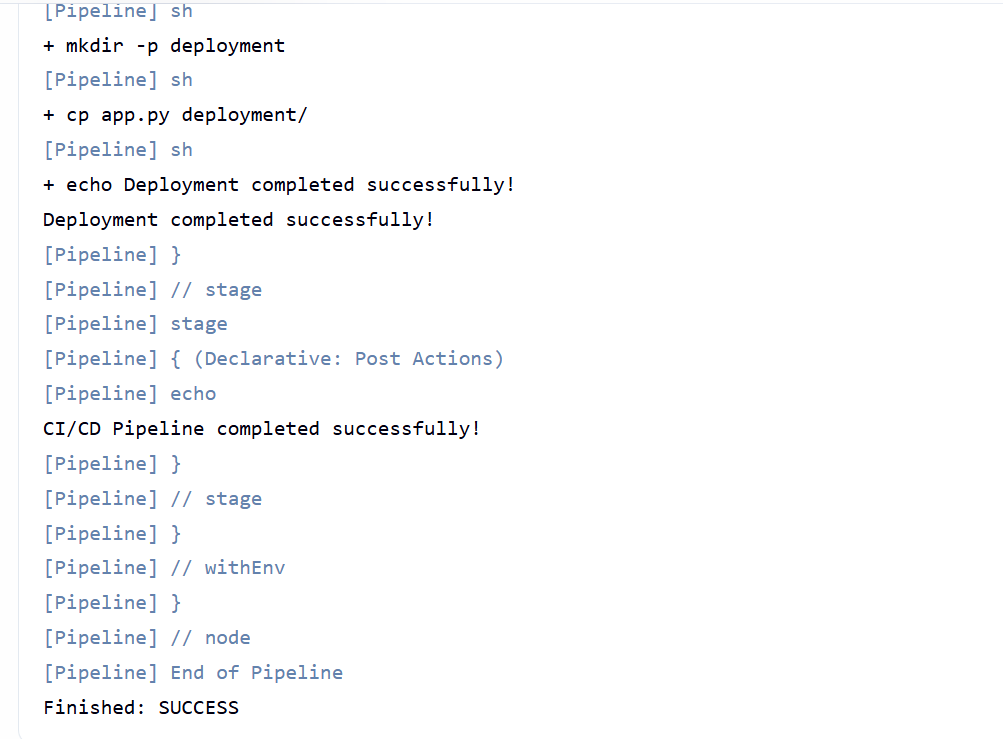 [Pipeline] sh
+ mkdir -p deployment
[Pipeline] sh
+ cp app.py deployment/
[Pipeline] sh
+ echo Deployment completed successfully!
Deployment completed successfully!
[Pipeline] }
[Pipeline] // stage
[Pipeline] stage
[Pipeline] { (Declarative: Post Actions)
[Pipeline] echo
CI/CD Pipeline completed successfully!
[Pipeline] }
[Pipeline] // stage
[Pipeline] }
[Pipeline] // withEnv
[Pipeline] }
[Pipeline] // node
[Pipeline] End of Pipeline
Finished: SUCCESS